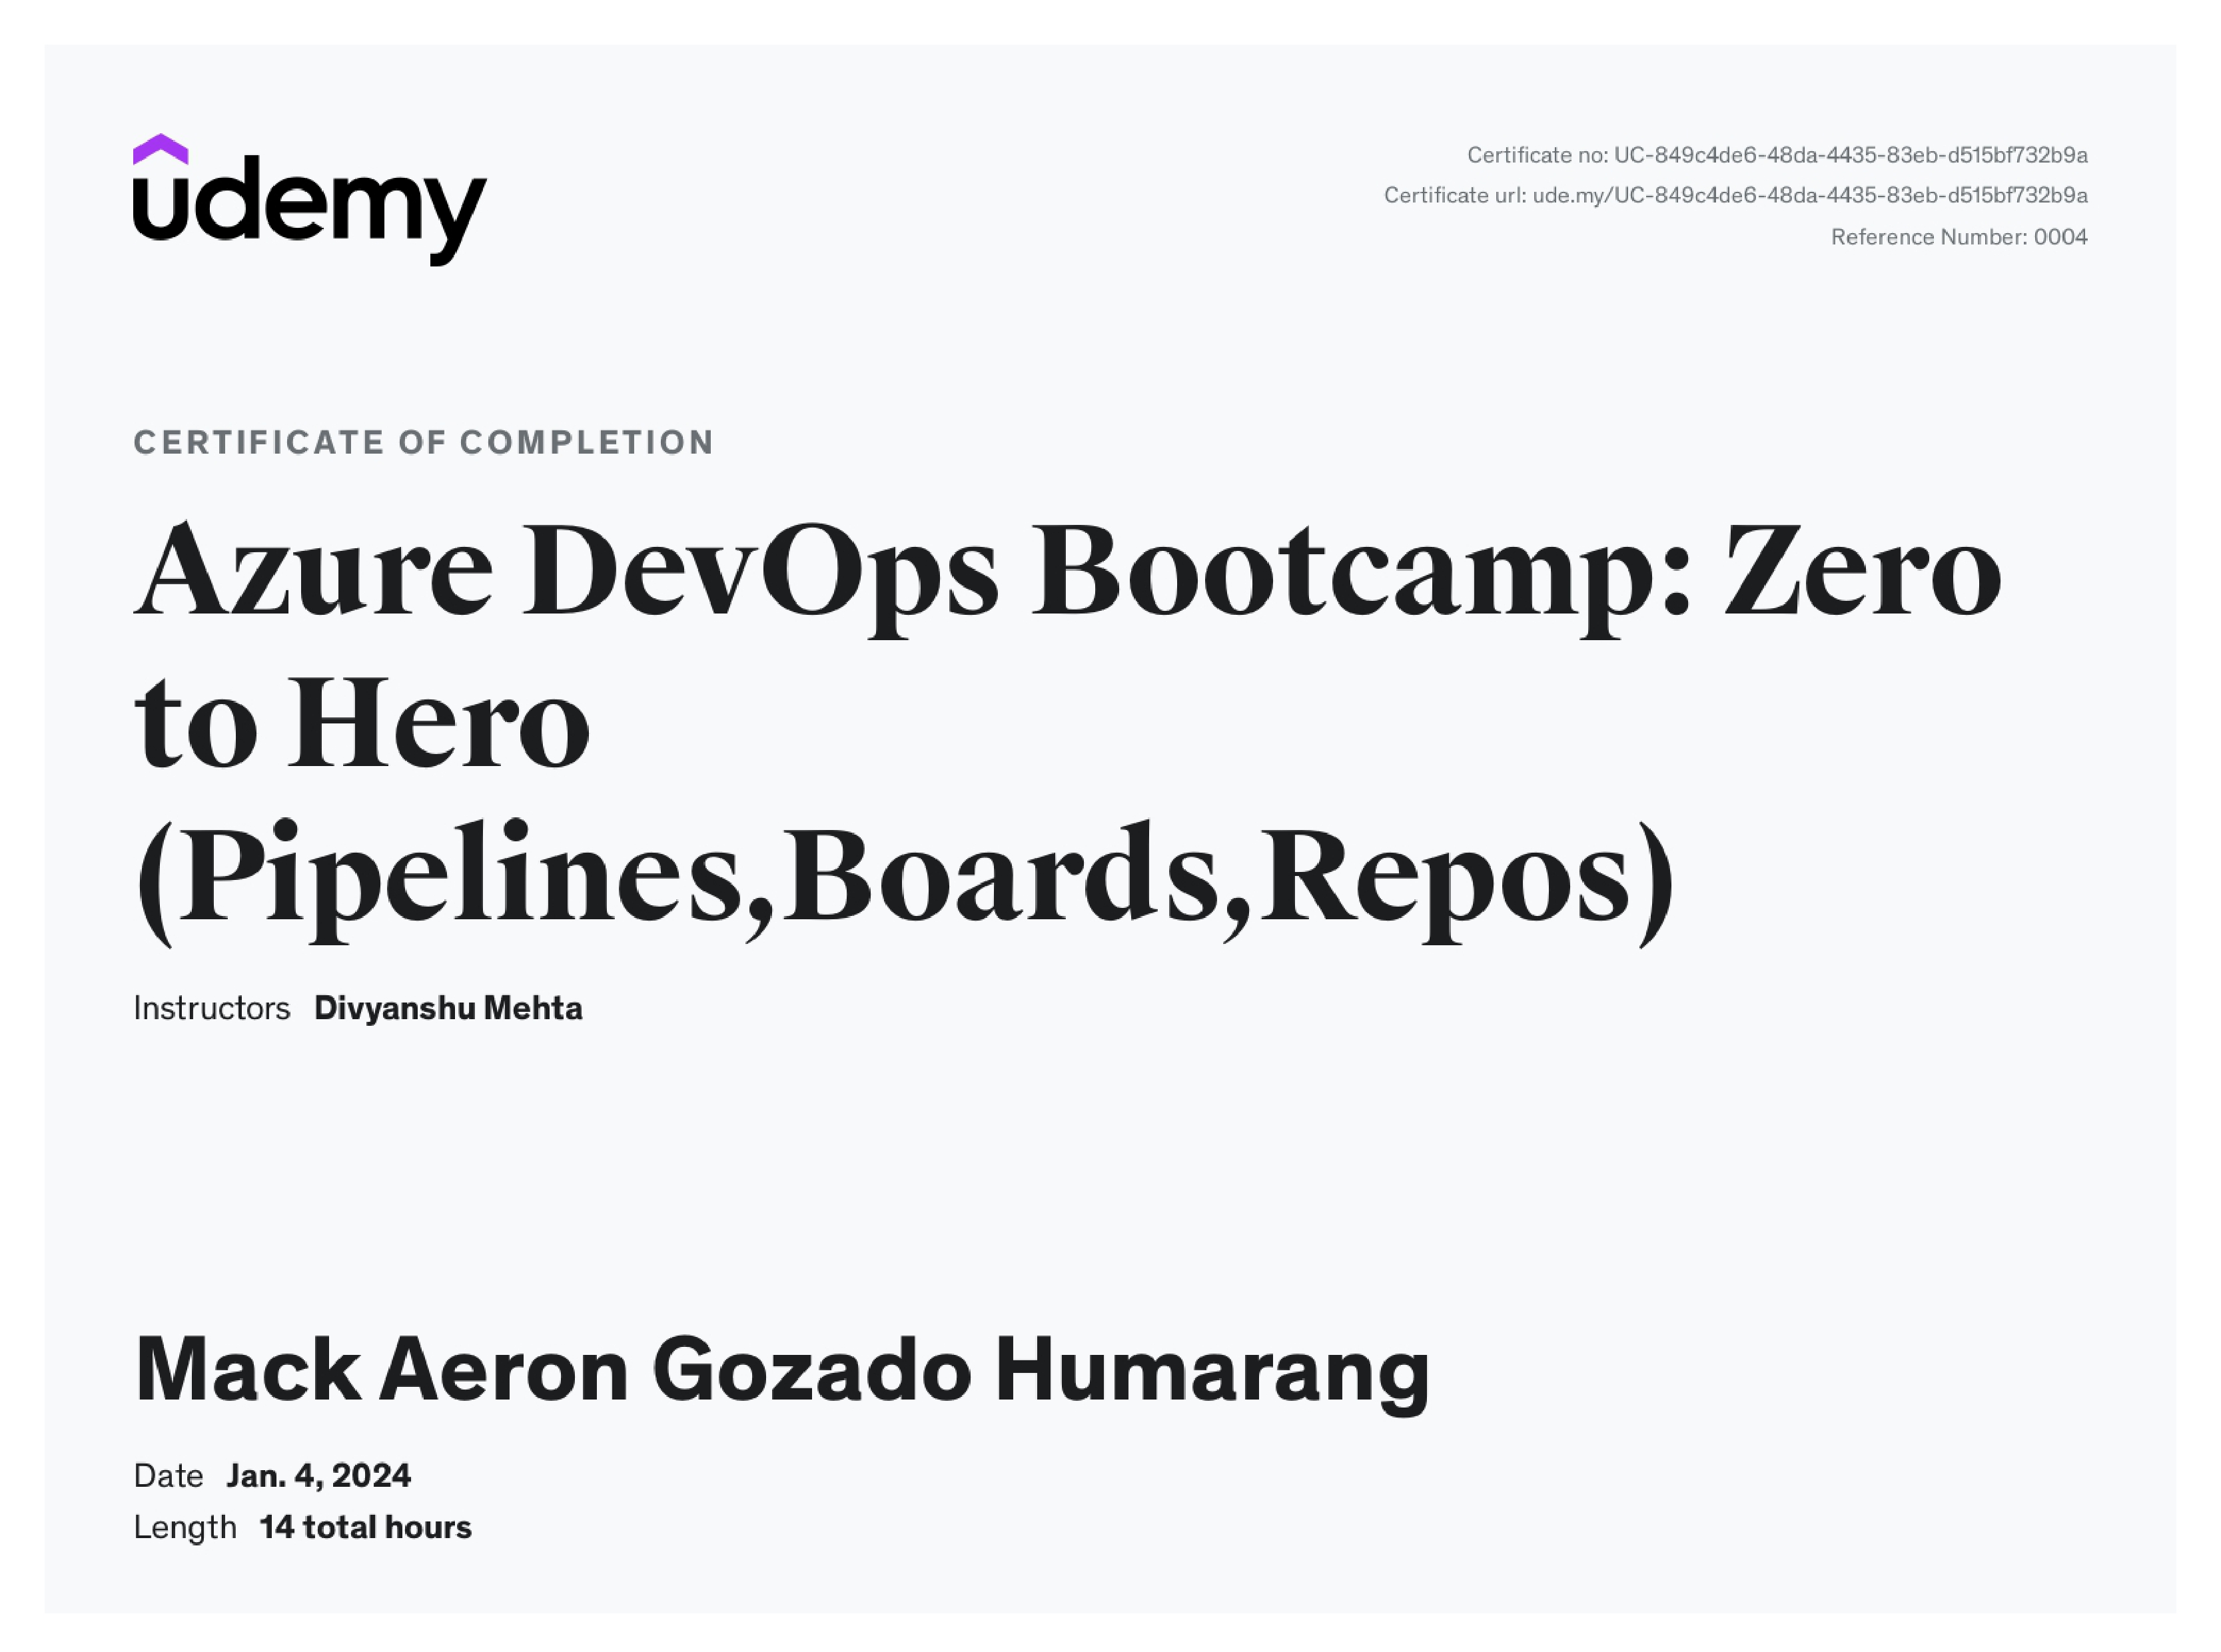 udemy
Certificate no: UC-849c4de6-48da-4435-83eb-d515bf732b9a
Certificate url: ude.my/UC-849c4de6-48da-4435-83eb-d515bf732b9a
Reference Number: 0004
CERTIFICATE OF COMPLETION
Azure DevOps Bootcamp: Zero
to Hero
(Pipelines,Boards,Repos)
Instructors Divyanshu Mehta
Mack Aeron Gozado Humarang
Date Jan. 4, 2024
Length 14 total hours